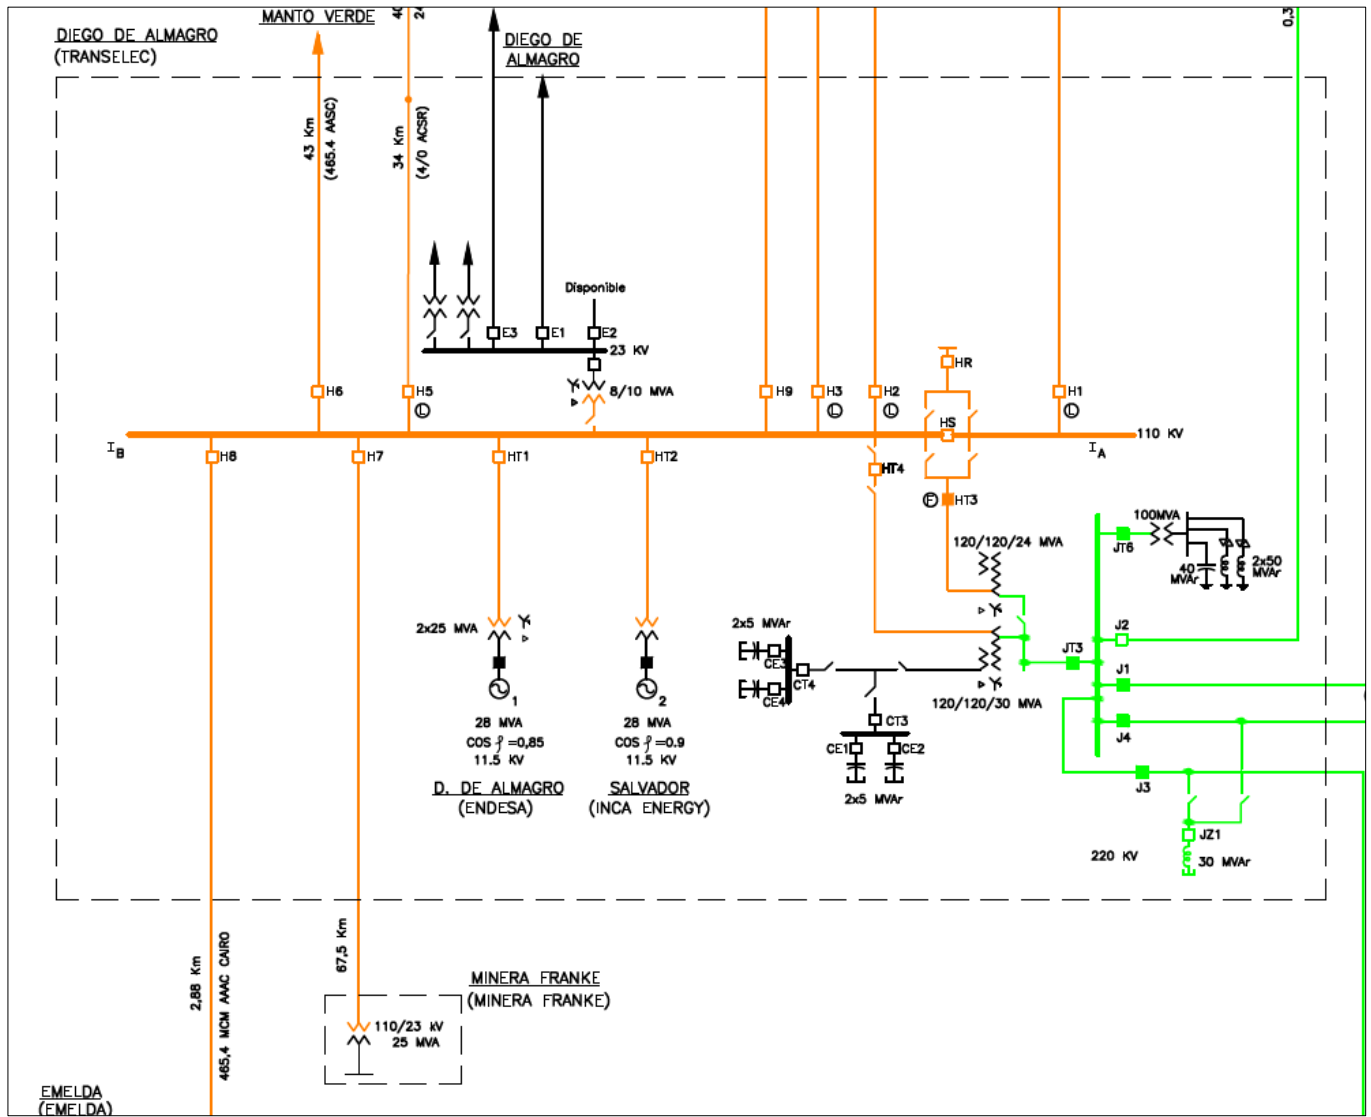 MANTO VERDE
DIEGO DE ALMAGRO
(TRANSELEC)
DIEGO DE
ALMAGRO
0,3
43 Km
(465.4 AASC)
34 Km
(4/0 ACSR)
Disponible
E3
E1
E2
23 KV
8/10 MVA
H6
H5
L
H9
H3
L
H2
L
HR
H1
L
HS
110 KV
I B
I A
H8
H7
HT1
HT2
HT4
F
HT3
120/120/24 MVA
100MVA
JT6
40
MVAr
2x50
MVAr
2x25 MVA
2x5 MVAr
CE3
CE4
CT4
J2
JT3
J1
120/120/30 MVA
J4
1
2
28 MVA
COS ƒ=0,85
11.5 KV
28 MVA
COS ƒ=0.9
11.5 KV
CT3
CE1
CE2
2x5 MVAr
J3
D. DE ALMAGRO
(ENDESA)
SALVADOR
(INCA ENERGY)
JZ1
220 KV
30 MVAr
2,88 Km
465,4 MCM AAAC CAIRO
67,5 Km
MINERA FRANKE
(MINERA FRANKE)
110/23 kV
25 MVA
EMELDA
(EMELDA)